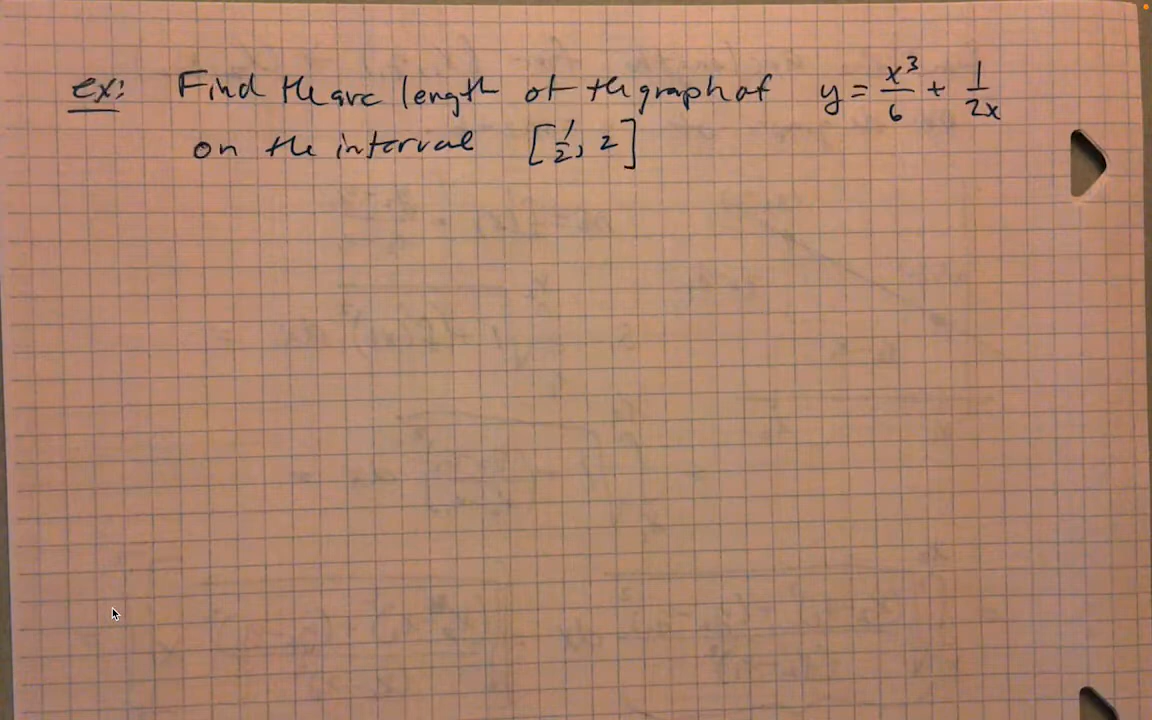 ex: Find the arc length of the graph of y = x³/6 + 1/2x
on the interval [1/2, 2]